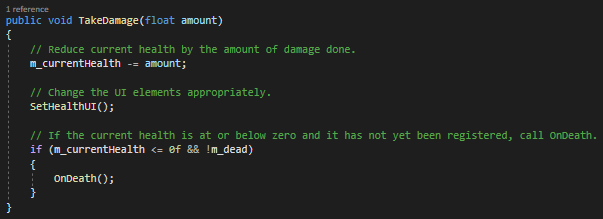 1 reference
public void TakeDamage(float amount)
{
// Reduce current health by the amount of damage done.
m_currentHealth -= amount;
// Change the UI elements appropriately.
SetHealthUI();
// If the current health is at or below zero and it has not yet been registered, call OnDeath.
if (m_currentHealth <= 0f && !m_dead)
{
OnDeath();
}
}